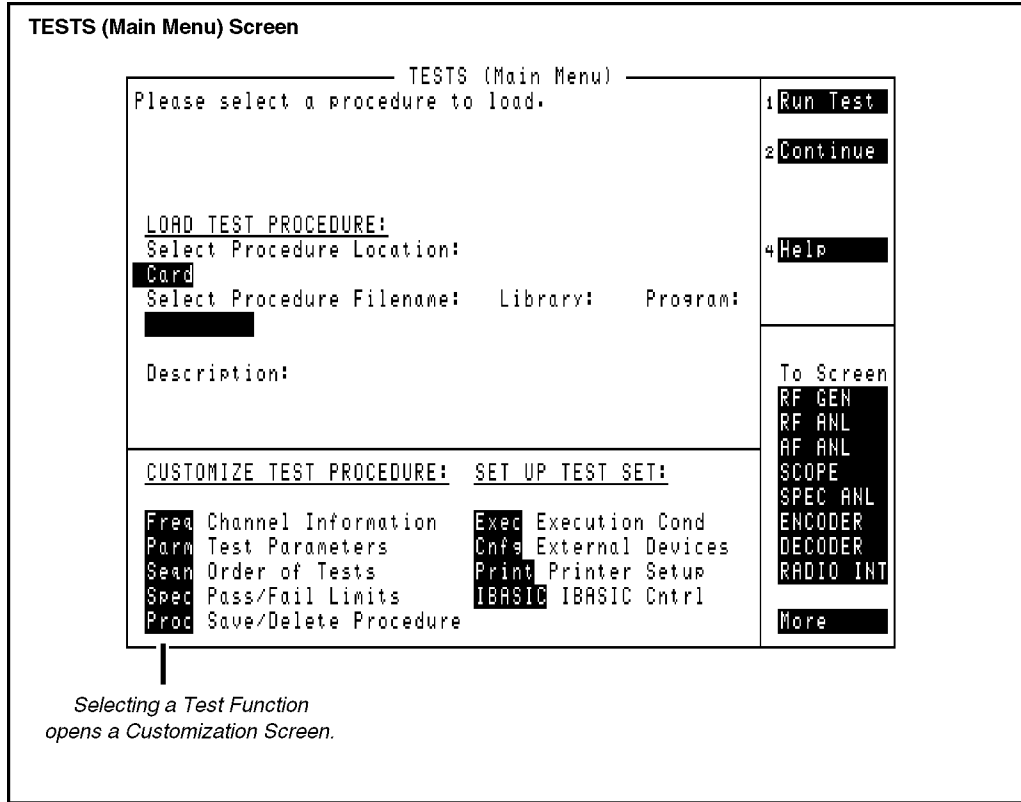 TESTS (Main Menu) Screen
TESTS (Main Menu)
Please select a procedure to load.
LOAD TEST PROCEDURE:
Select Procedure Location:
Card
Select Procedure Filename: Library: Program:
Description:
CUSTOMIZE TEST PROCEDURE:
Freq Channel Information
Parm Test Parameters
Seqn Order of Tests
Spec Pass/Fail Limits
Proc Save/Delete Procedure
SET UP TEST SET:
Exec Execution Cond
Cnfg External Devices
Print Printer Setup
IBASIC IBASIC Cntrl
1 Run Test
2 Continue
4 Help
To Screen
RF GEN
RF ANL
AF ANL
SCOPE
SPEC ANL
ENCODER
DECODER
RADIO INT
More
Selecting a Test Function
opens a Customization Screen.